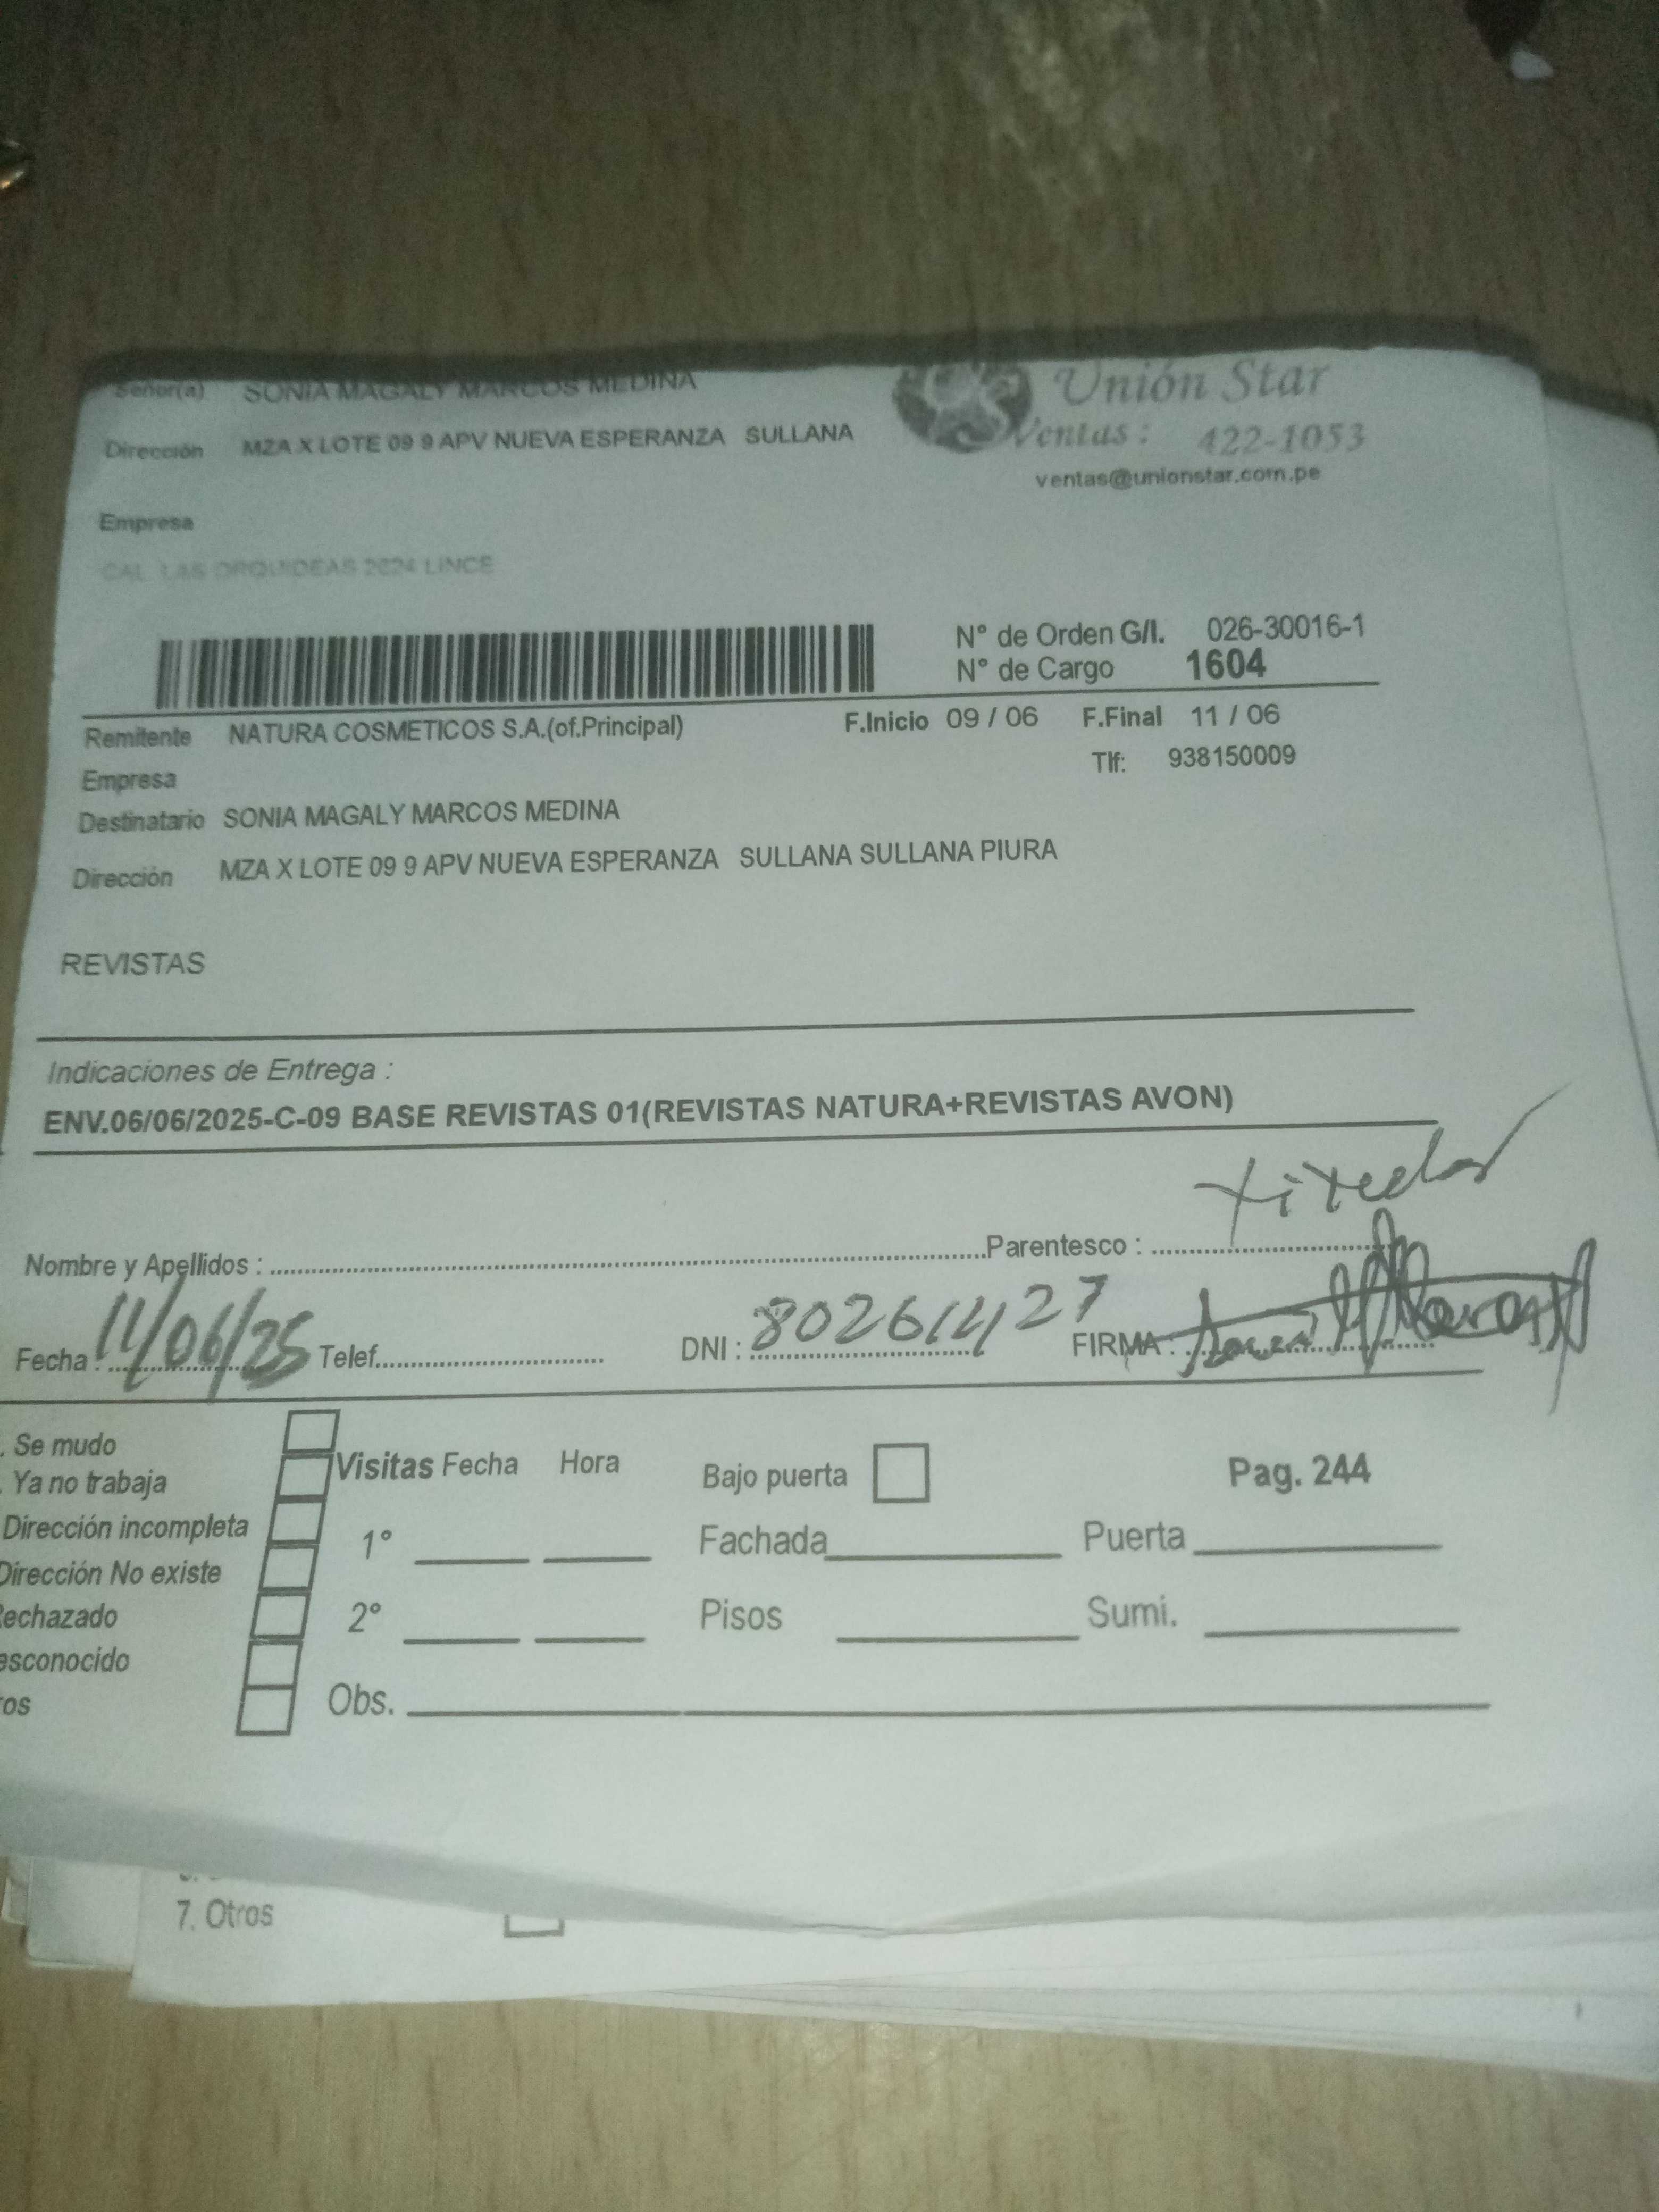 Señor(a) SONIA MAGALY MARCOS MEDINA
Unión Star
Dirección MZA X LOTE 09 9 APV NUEVA ESPERANZA SULLANA
Ventas : 422-1053
ventas@unionstar.com.pe
Empresa
CAL LAS ORQUIDEAS 2624 LINCE
N° de Orden G/I. 026-30016-1
N° de Cargo 1604
Remitente NATURA COSMETICOS S.A.(of.Principal) F.Inicio 09 / 06 F.Final 11 / 06
Empresa Tlf: 938150009
Destinatario SONIA MAGALY MARCOS MEDINA
Dirección MZA X LOTE 09 9 APV NUEVA ESPERANZA SULLANA SULLANA PIURA
REVISTAS
Indicaciones de Entrega :
ENV.06/06/2025-C-09 BASE REVISTAS 01(REVISTAS NATURA+REVISTAS AVON)
Nombre y Apellidos : Parentesco :
Fecha : 11/06/25 Telef. DNI : FIRMA :
. Se mudo
Visitas Fecha Hora Bajo puerta Pag. 244
. Ya no trabaja
Dirección incompleta 1° Fachada Puerta
Dirección No existe
Rechazado 2° Pisos Sumi.
esconocido
ros Obs.
7. Otros